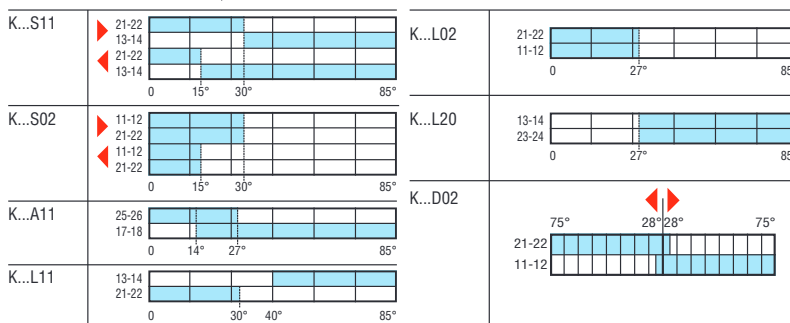 K...S11
21-22
13-14
21-22
13-14
0 15° 30° 85°
K...S02
11-12
21-22
11-12
21-22
0 15° 30° 85°
K...A11
25-26
17-18
0 14° 27° 85°
K...L11
13-14
21-22
0 30° 40° 85°
K...L02
21-22
11-12
0 27° 85
K...L20
13-14
23-24
0 27° 85
K...D02
75° 28° 28° 75°
21-22
11-12